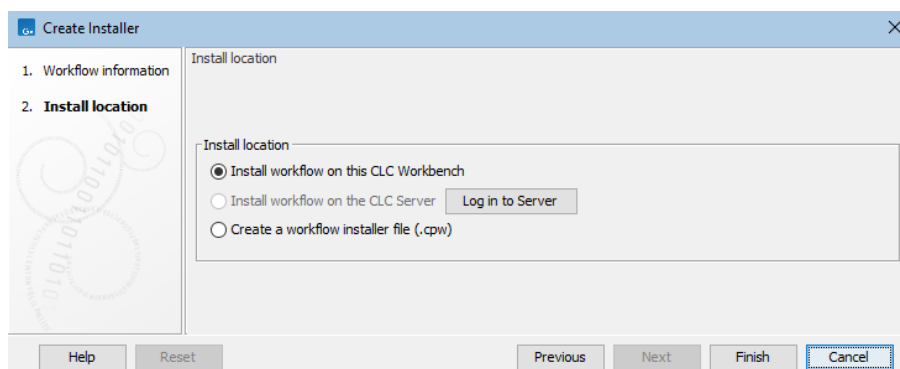 Create Installer
1. Workflow information
2. Install location
Install location
Install location
Install workflow on this CLC Workbench
Install workflow on the CLC Server Log in to Server
Create a workflow installer file (.cpw)
Help Reset Previous Next Finish Cancel